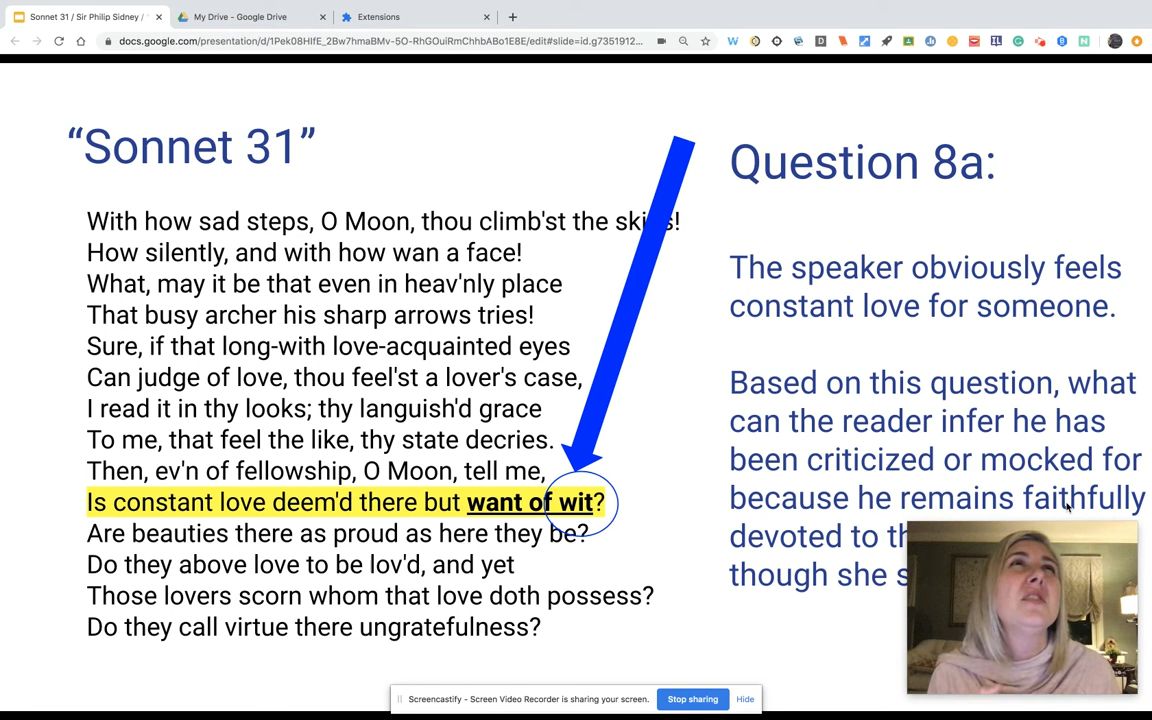 Sonnet 31 / Sir Philip Sidney /
My Drive - Google Drive
Extensions
docs.google.com/presentation/d/1Pek08HIfE_2Bw7hmaBMv-5O-RhGOuiRmChhbABo1E8E/edit#slide=id.g7351912...
“Sonnet 31”
With how sad steps, O Moon, thou climb'st the skies!
How silently, and with how wan a face!
What, may it be that even in heav'nly place
That busy archer his sharp arrows tries!
Sure, if that long-with love-acquainted eyes
Can judge of love, thou feel'st a lover's case,
I read it in thy looks; thy languish'd grace
To me, that feel the like, thy state decries.
Then, ev'n of fellowship, O Moon, tell me,
Is constant love deem'd there but want of wit?
Are beauties there as proud as here they be?
Do they above love to be lov'd, and yet
Those lovers scorn whom that love doth possess?
Do they call virtue there ungratefulness?
Question 8a:
The speaker obviously feels
constant love for someone.
Based on this question, what
can the reader infer he has
been criticized or mocked for
because he remains faithfully
devoted to
though she
Screencastify - Screen Video Recorder is sharing your screen.
Stop sharing
Hide